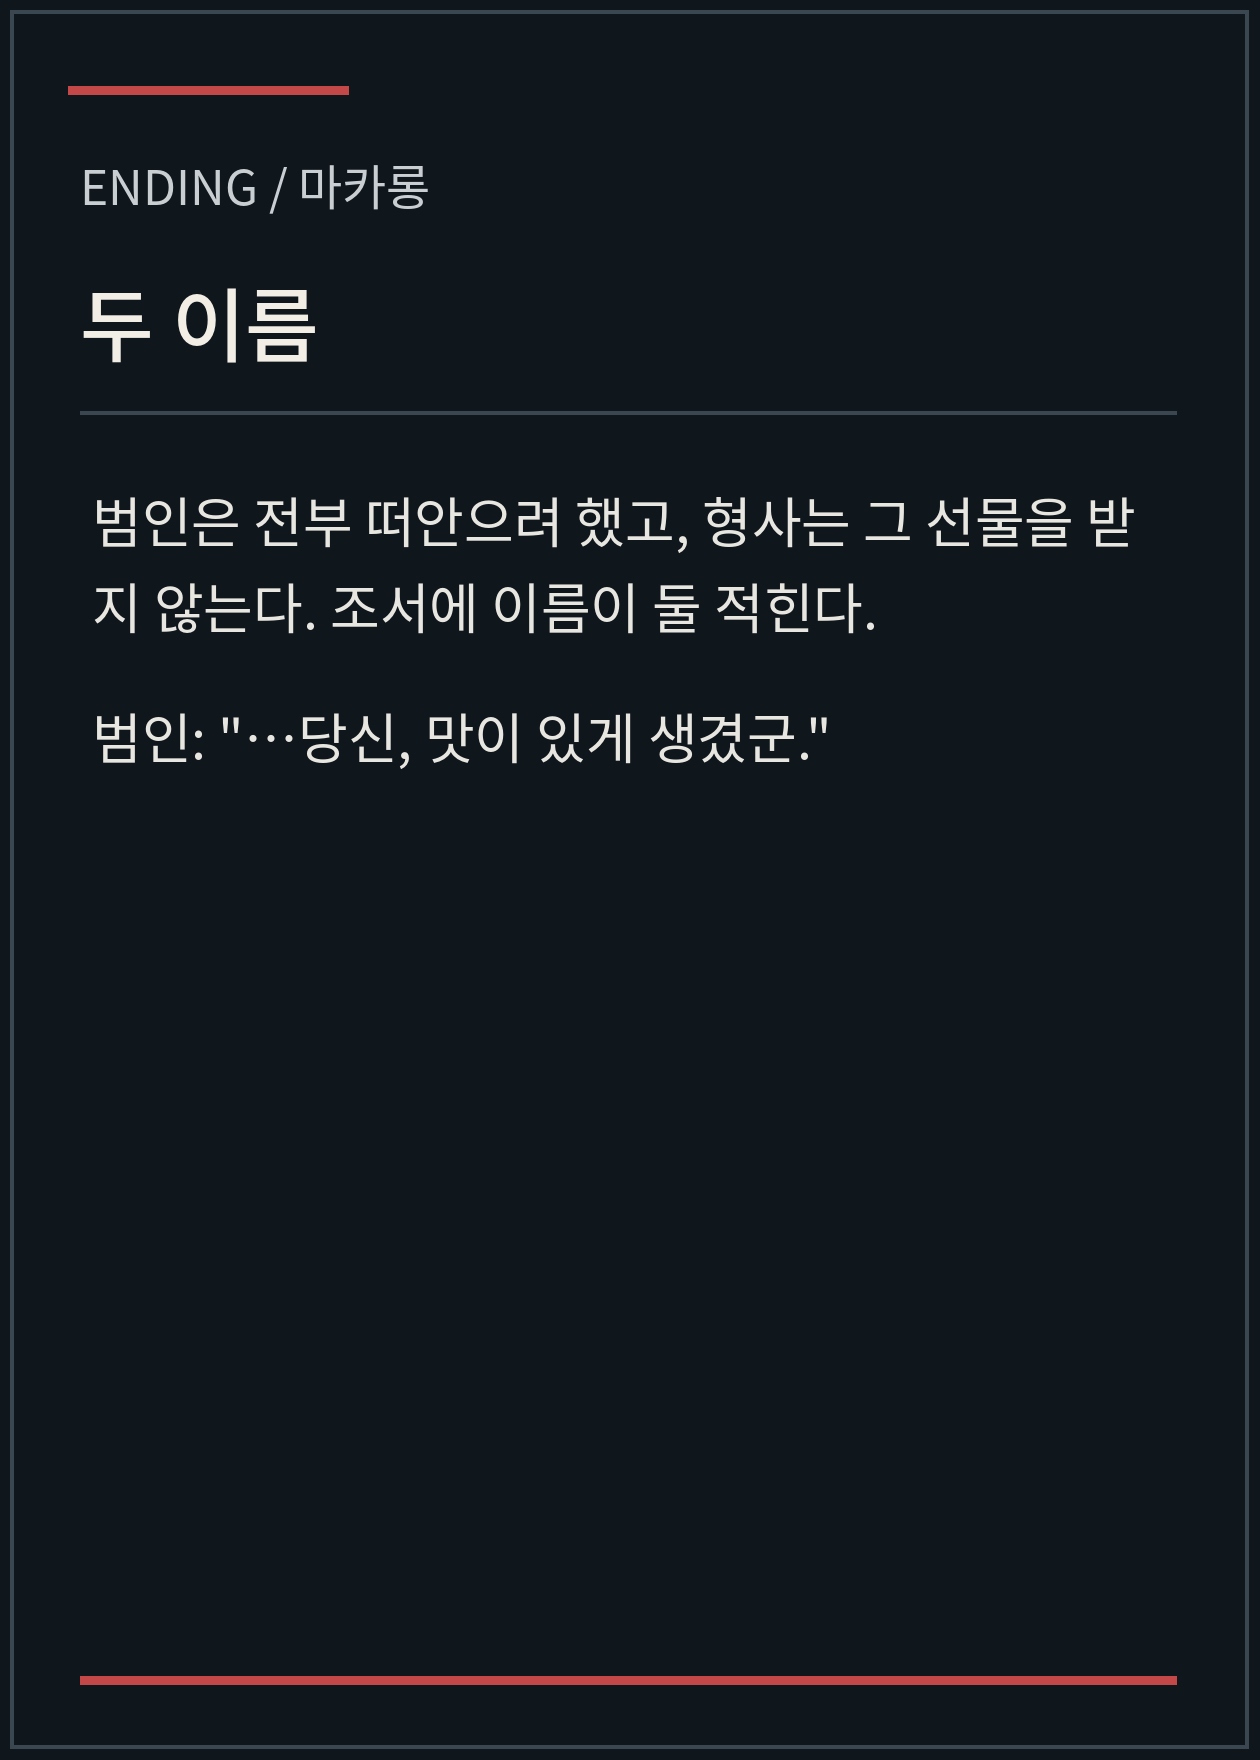 ENDING / 마카롱
두 이름
범인은 전부 떠안으려 했고, 형사는 그 선물을 받
지 않는다. 조서에 이름이 둘 적힌다.
범인: "…당신, 맛이 있게 생겼군."